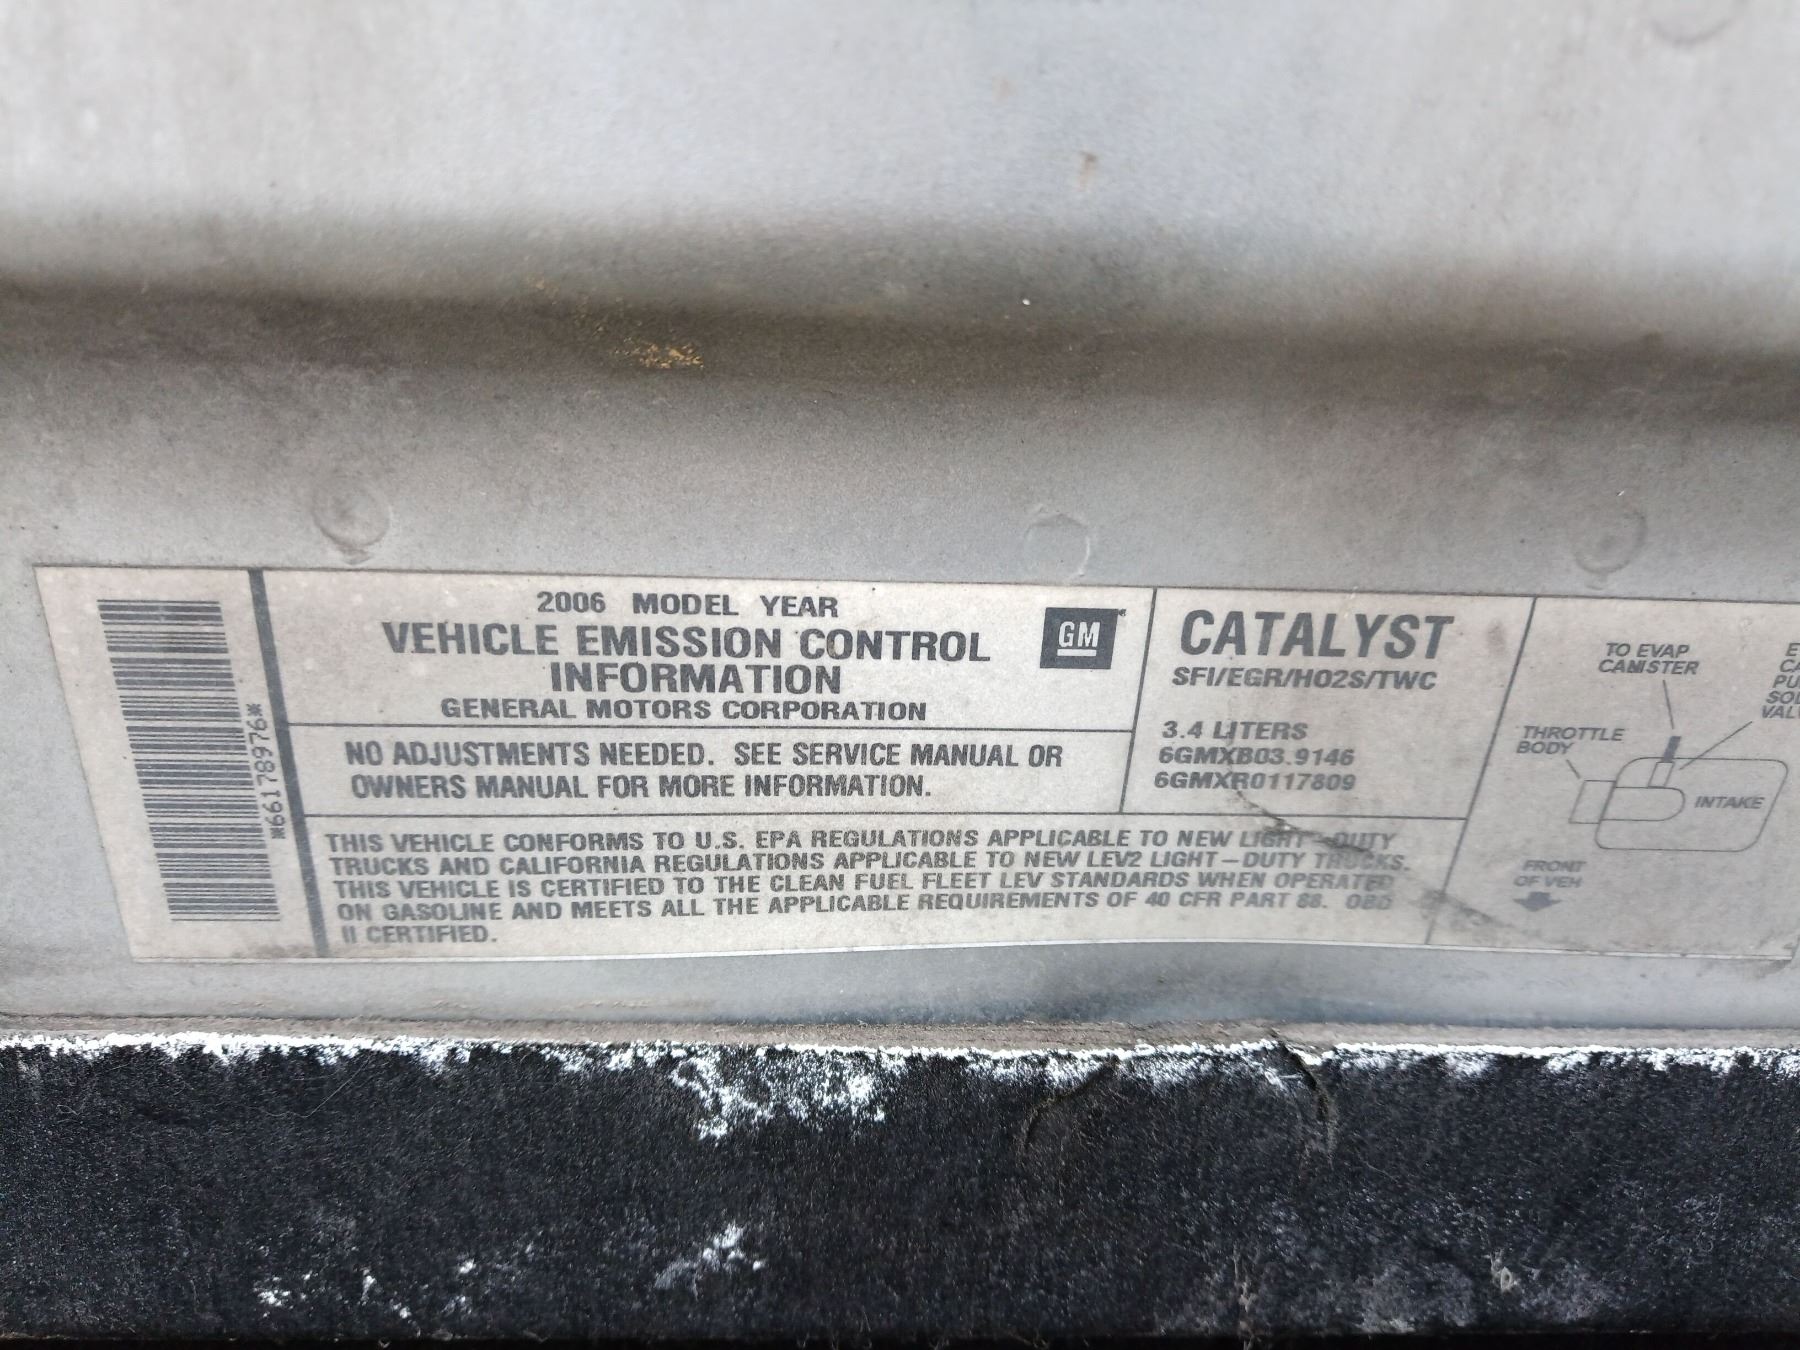 *66178976*
2006 MODEL YEAR
VEHICLE EMISSION CONTROL
INFORMATION
GENERAL MOTORS CORPORATION
GM
NO ADJUSTMENTS NEEDED. SEE SERVICE MANUAL OR
OWNERS MANUAL FOR MORE INFORMATION.
CATALYST
SFI/EGR/HO2S/TWC
3.4 LITERS
6GMXB03.9146
6GMXR0117809
THIS VEHICLE CONFORMS TO U.S. EPA REGULATIONS APPLICABLE TO NEW LIGHT-DUTY
TRUCKS AND CALIFORNIA REGULATIONS APPLICABLE TO NEW LEV2 LIGHT-DUTY TRUCKS.
THIS VEHICLE IS CERTIFIED TO THE CLEAN FUEL FLEET LEV STANDARDS WHEN OPERATED
ON GASOLINE AND MEETS ALL THE APPLICABLE REQUIREMENTS OF 40 CFR PART 88. OBD
II CERTIFIED.
TO EVAP
CANISTER
THROTTLE
BODY
INTAKE
FRONT
OF VEH